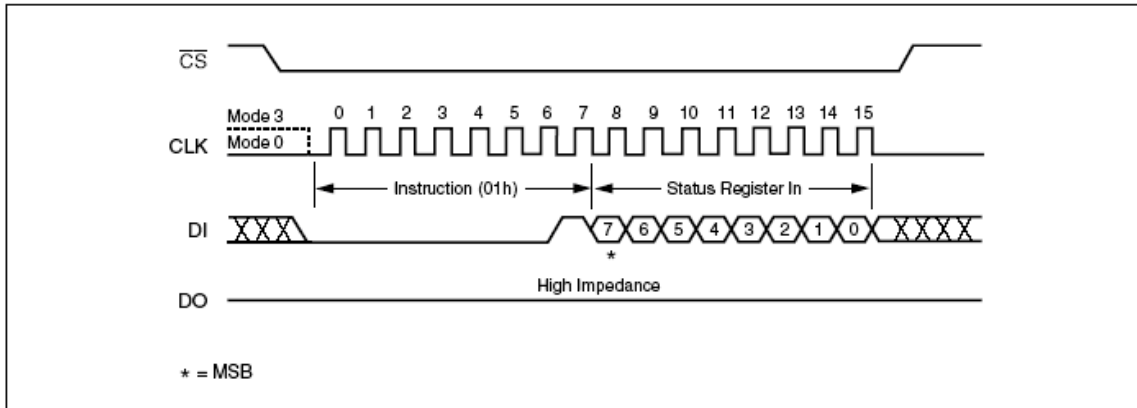 CS
Mode 3 0 1 2 3 4 5 6 7 8 9 10 11 12 13 14 15
CLK Mode 0
Instruction (01h) Status Register In
DI 7 6 5 4 3 2 1 0
*
High Impedance
DO
* = MSB